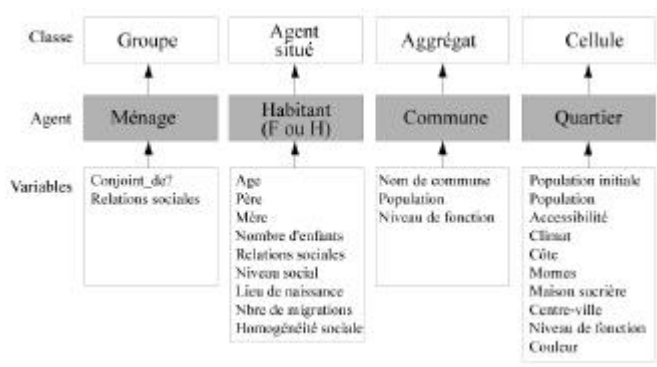 Classe
Groupe
Agent
situé
Aggrégat
Cellule
Agent
Ménage
Habitant
(F ou H)
Commune
Quartier
Variables
Conjoint_de?
Relations sociales
Age
Père
Mère
Nombre d'enfants
Relations sociales
Niveau social
Lieu de naissance
Nbre de migrations
Homogénéité sociale
Nom de commune
Population
Niveau de fonction
Population initiale
Population
Accessibilité
Climat
Côte
Mornes
Maison sucrière
Centre-ville
Niveau de fonction
Couleur